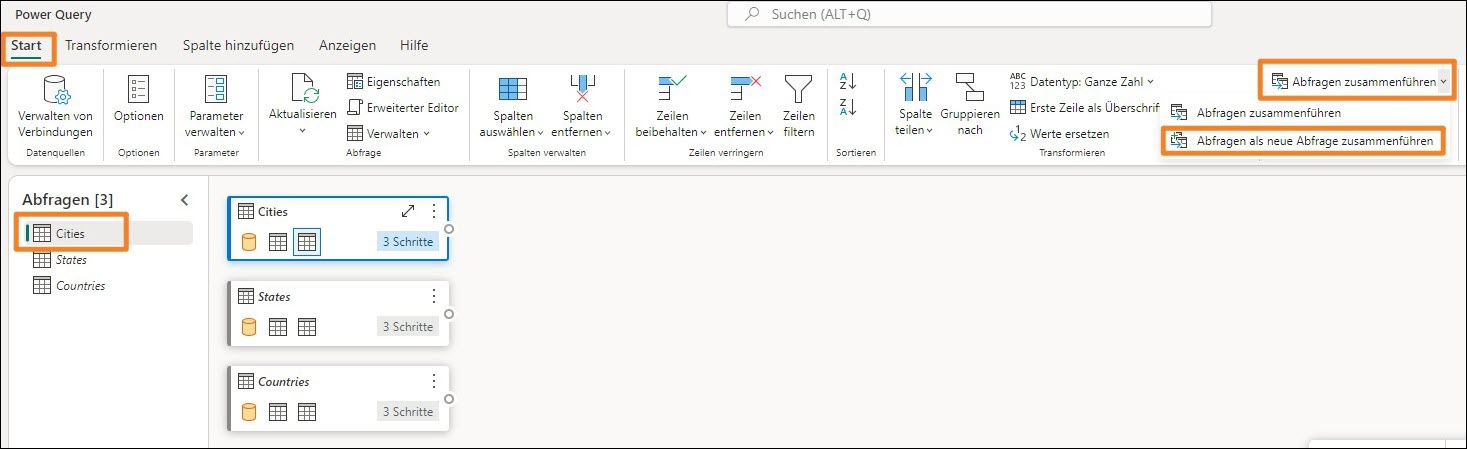 Power Query
Suchen (ALT+Q)
Start Transformieren Spalte hinzufügen Anzeigen Hilfe
Verwalten von Verbindungen
Datenquellen
Optionen
Optionen
Parameter verwalten
Parameter
Aktualisieren
Eigenschaften
Erweiterter Editor
Verwalten
Abfrage
Spalten auswählen
Spalten entfernen
Spalten verwalten
Zeilen beibehalten
Zeilen entfernen
Zeilen filtern
Zeilen verringern
A
Z
Z
A
Sortieren
Spalte teilen
Gruppieren nach
ABC
123
Datentyp: Ganze Zahl
Erste Zeile als Überschrif
1
2
Werte ersetzen
Transformieren
Abfragen zusammenführen
Abfragen zusammenführen
Abfragen als neue Abfrage zusammenführen
Abfragen [3]
Cities
States
Countries
Cities
3 Schritte
States
3 Schritte
Countries
3 Schritte